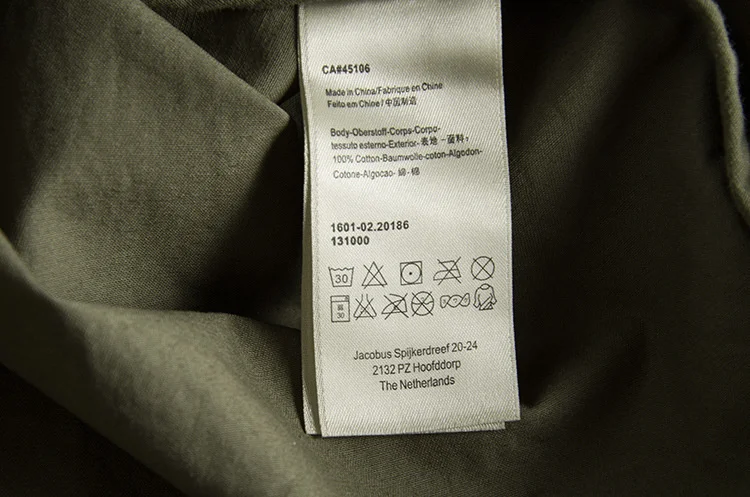 CA#45106
Made in China/Fabriqué en Chine
Feito em Chine / 中国制造
Body-Oberstoff-Corps-Corpo-
tessuto esterno-Exterior-表地-面料:
100% Cotton-Baumwolle-coton-Algodon-
Cotone-Algocao-綿-棉
1601-02.20186
131000
30
30
Jacobus Spijkerdreef 20-24
2132 PZ Hoofddorp
The Netherlands